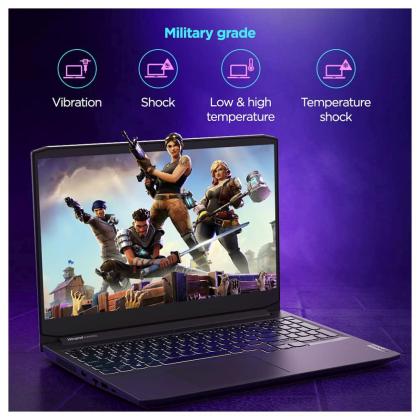 Military grade
Vibration
Shock
Low & high
temperature
Temperature
shock